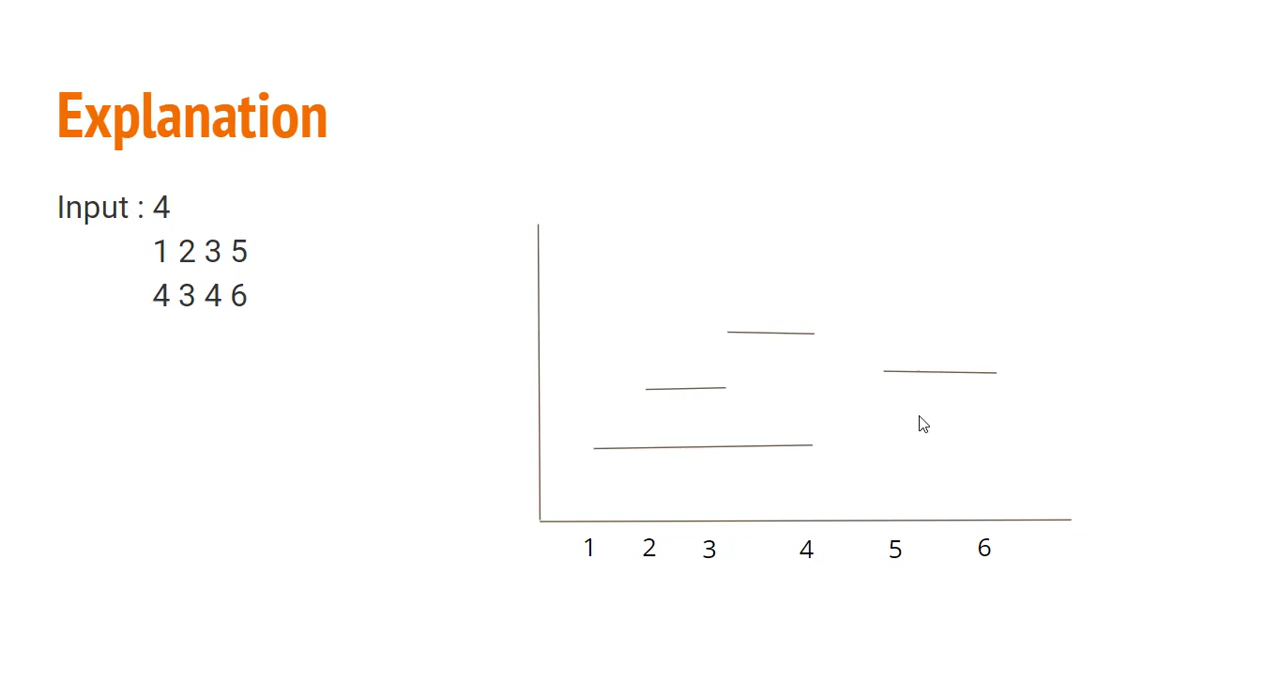 Explanation
Input : 4
1 2 3 5
4 3 4 6
1 2 3 4 5 6